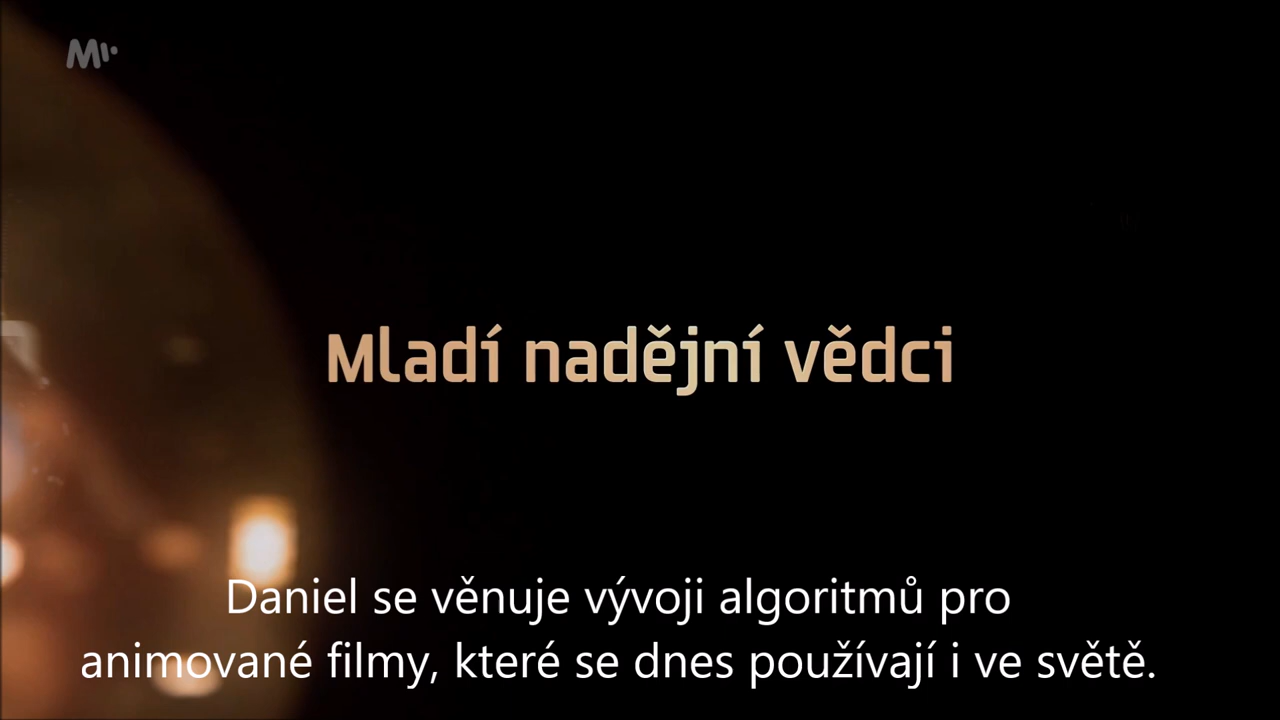 Mladí nadějní vědci
Daniel se věnuje vývoji algoritmů pro
animované filmy, které se dnes používají i ve světě.